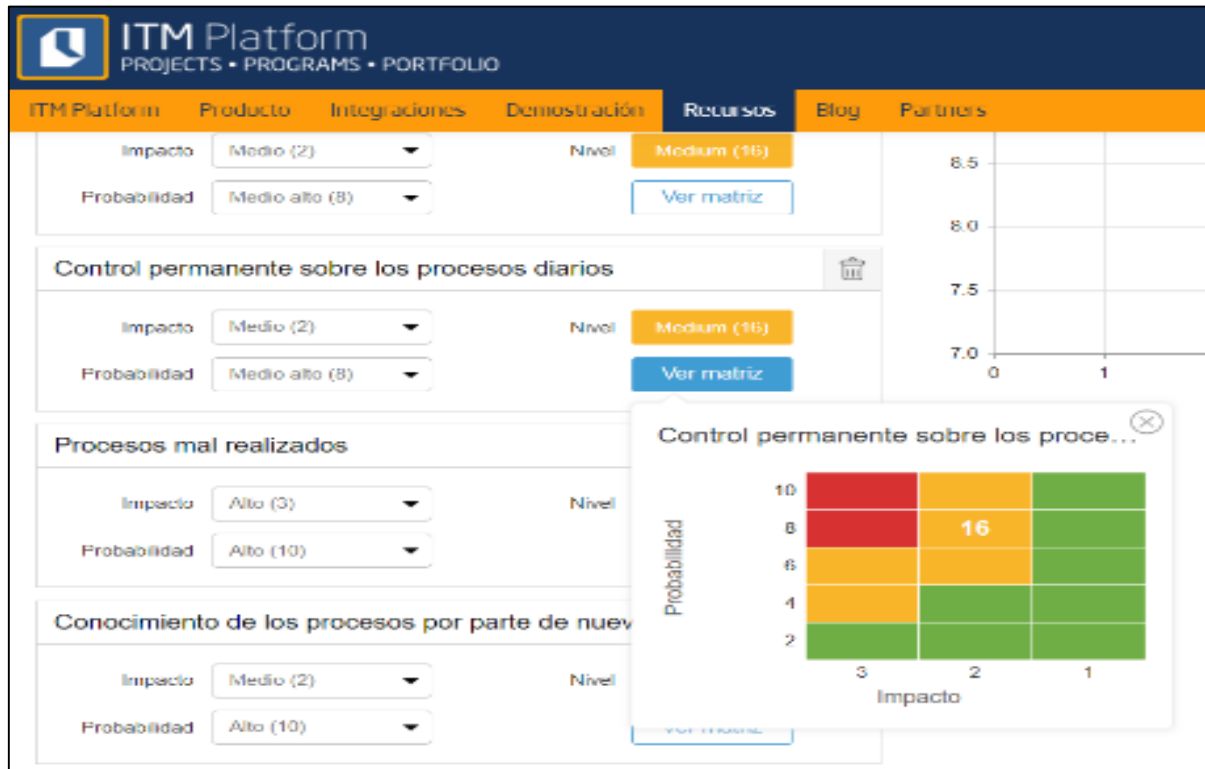 ITM Platform
PROJECTS • PROGRAMS • PORTFOLIO
ITM Platform Producto Integraciones Demostración Recursos Blog Partners
Impacto Medio (2) Nivel Medium (16)
Probabilidad Medio alto (8) Ver matriz
8.5
8.0
7.5
7.0
0 1
Control permanente sobre los procesos diarios
Impacto Medio (2) Nivel Medium (16)
Probabilidad Medio alto (8) Ver matriz
Procesos mal realizados
Impacto Alto (3) Nivel
Probabilidad Alto (10)
Conocimiento de los procesos por parte de nuev
Impacto Medio (2) Nivel
Probabilidad Alto (10) Ver matriz
Control permanente sobre los proce...
Probabilidad
10
8 16
6
4
2
3 2 1
Impacto